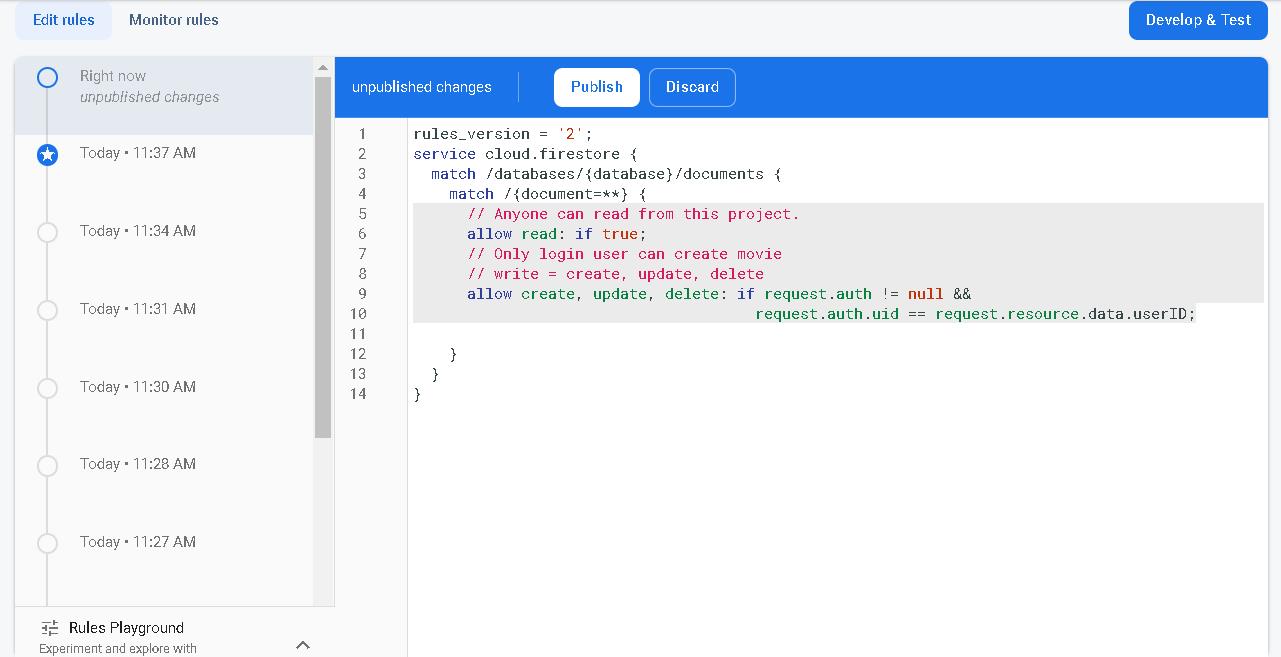 Edit rules
Monitor rules
Develop & Test
Right now
unpublished changes
Today • 11:37 AM
Today • 11:34 AM
Today • 11:31 AM
Today • 11:30 AM
Today • 11:28 AM
Today • 11:27 AM
Rules Playground
Experiment and explore with
unpublished changes
Publish
Discard
1 rules_version = '2';
2 service cloud.firestore {
3 match /databases/{database}/documents {
4 match /{document=**} {
5 // Anyone can read from this project.
6 allow read: if true;
7 // Only login user can create movie
8 // write = create, update, delete
9 allow create, update, delete: if request.auth != null &&
10 request.auth.uid == request.resource.data.userID;
11
12 }
13 }
14 }